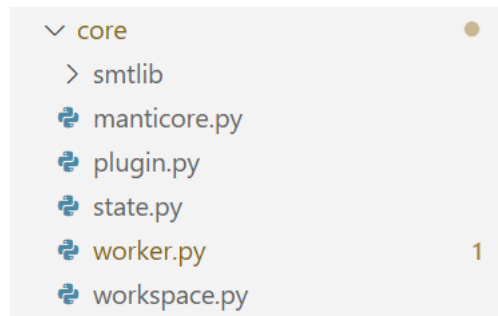 core
smtlib
manticore.py
plugin.py
state.py
worker.py 1
workspace.py